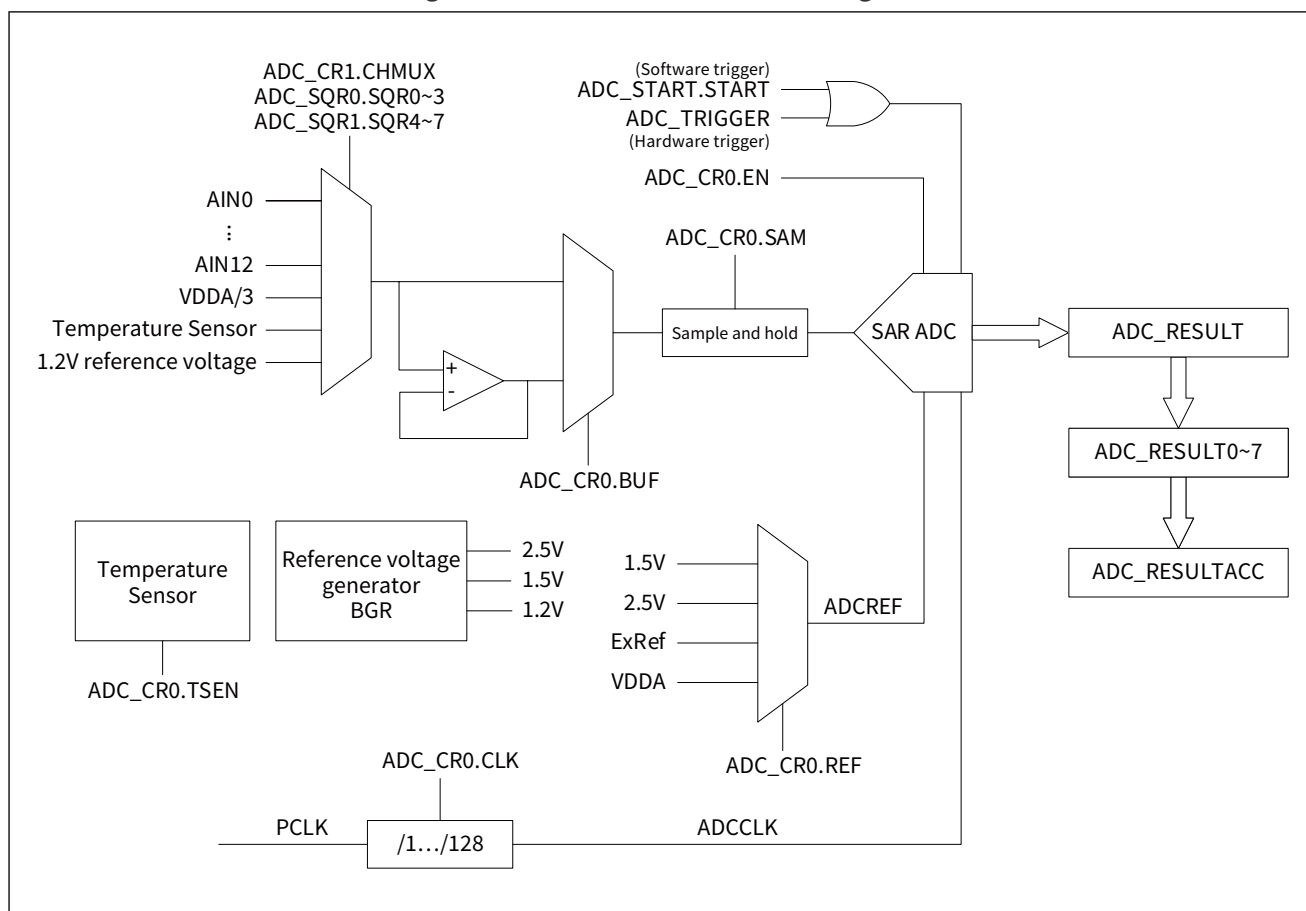 ADC_CR1.CHMUX
ADC_SQR0.SQR0~3
ADC_SQR1.SQR4~7
(Software trigger)
ADC_START.START
ADC_TRIGGER
(Hardware trigger)
ADC_CR0.EN
AIN0
⋮
AIN12
VDDA/3
Temperature Sensor
1.2V reference voltage
+
-
ADC_CR0.BUF
ADC_CR0.SAM
Sample and hold
SAR ADC
ADC_RESULT
ADC_RESULT0~7
ADC_RESULTACC
Temperature
Sensor
ADC_CR0.TSEN
Reference voltage
generator
BGR
2.5V
1.5V
1.2V
1.5V
2.5V
ExRef
VDDA
ADCREF
ADC_CR0.REF
ADC_CR0.CLK
PCLK
/1.../128
ADCCLK